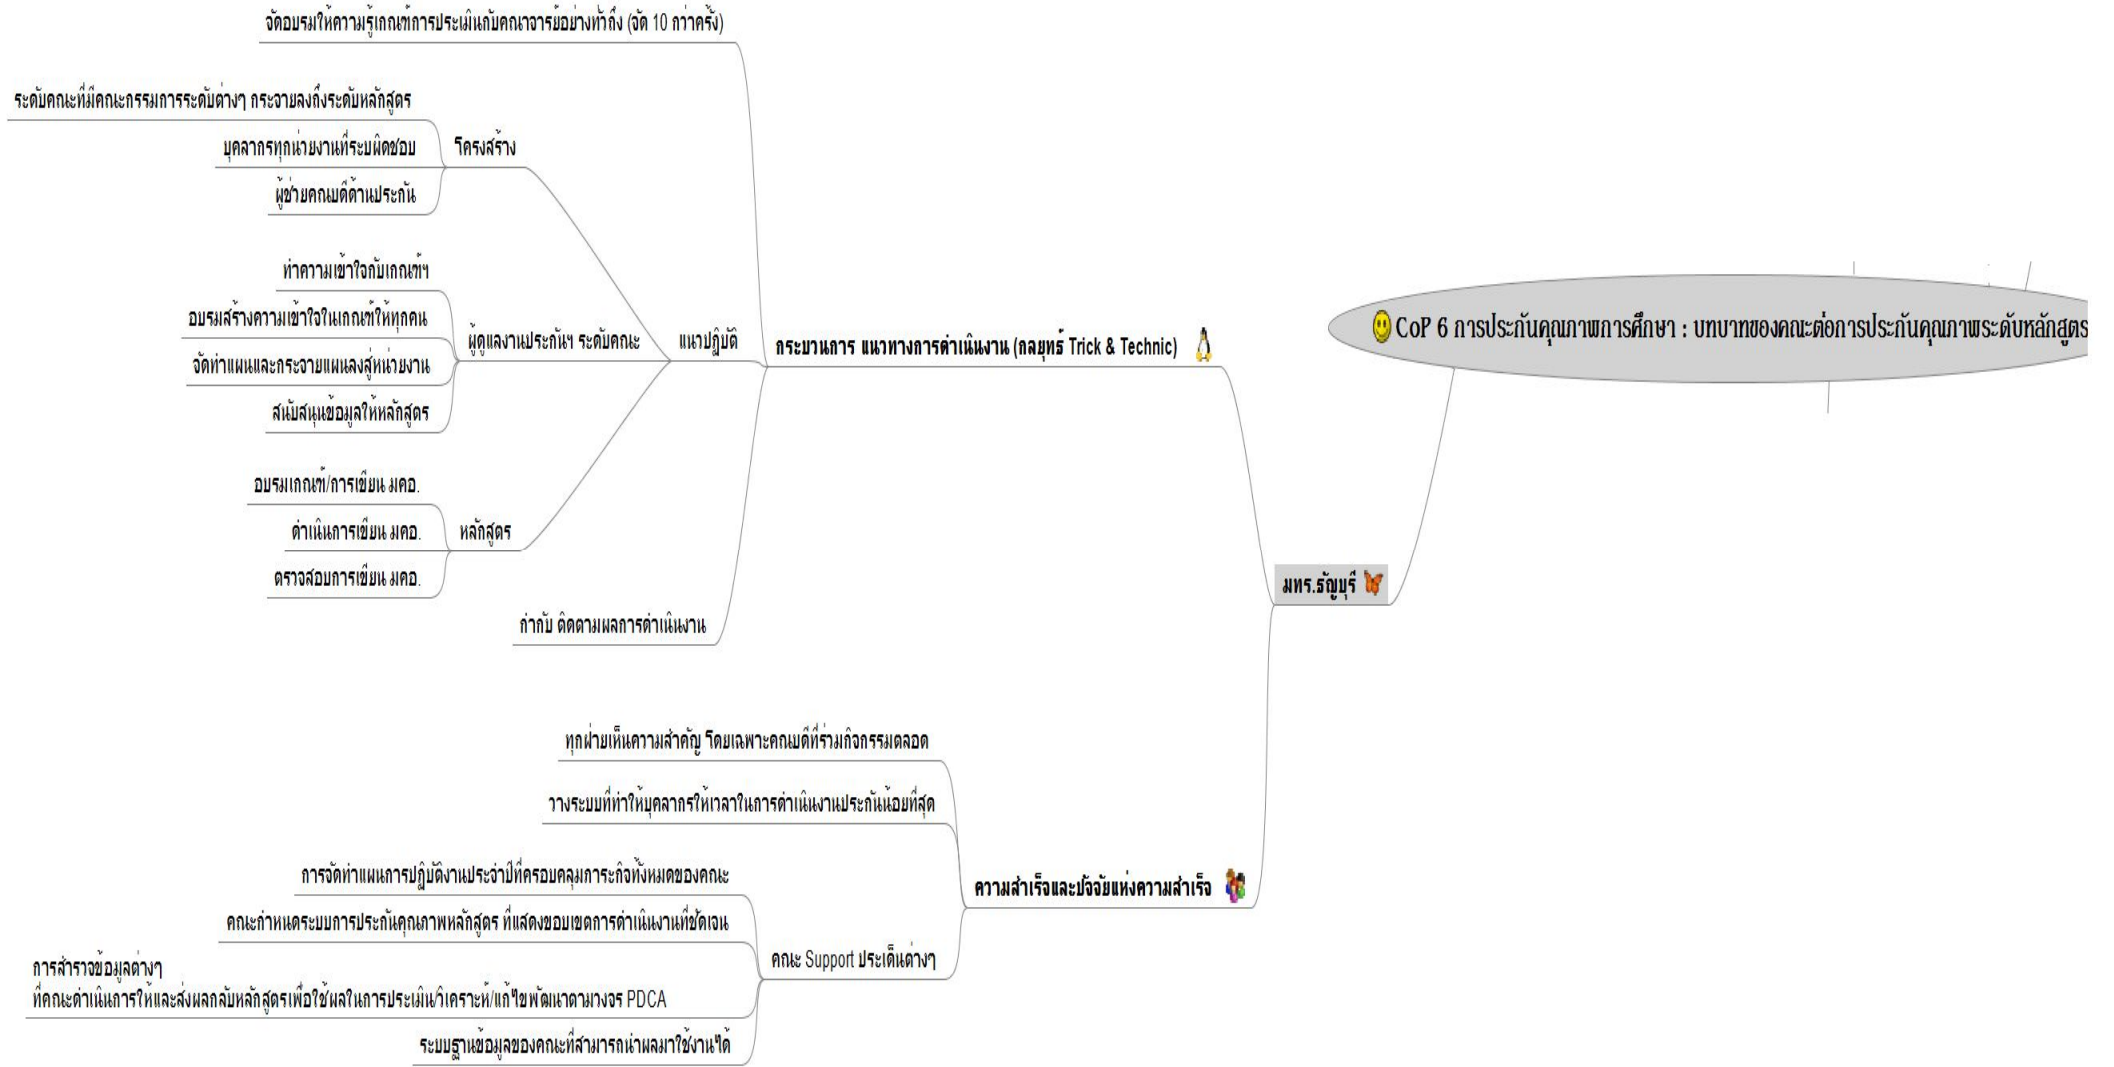 จัดอบรมให้ความรู้เกณฑ์การประเมินกับคณาจารย์อย่างทั่วถึง (จัด 10 กว่าครั้ง)
ระดับคณะที่มีคณะกรรมการระดับต่างๆ กระจายลงถึงระดับหลักสูตร
บุคลากรทุกหน่วยงานที่ระบผิดชอบ
ผู้ช่วยคณบดีด้านประกัน
โครงสร้าง
ทำความเข้าใจกับเกณฑ์ฯ
อบรมสร้างความเข้าใจในเกณฑ์ให้ทุกคน
จัดทำแผนและกระจายแผนลงสู่หน่วยงาน
สนับสนุนข้อมูลให้หลักสูตร
ผู้ดูแลงานประกันฯ ระดับคณะ
อบรมเกณฑ์/การเขียน มคอ.
ดำเนินการเขียน มคอ.
ตรวจสอบการเขียน มคอ.
หลักสูตร
แนวปฏิบัติ
กำกับ ติดตามผลการดำเนินงาน
กระบวนการ แนวทางการดำเนินงาน (กลยุทธ์ Trick & Technic)
CoP 6 การประกันคุณภาพการศึกษา : บทบาทของคณะต่อการประกันคุณภาพระดับหลักสูตร
มทร.ธัญบุรี
ทุกฝ่ายเห็นความสำคัญ โดยเฉพาะคณบดีที่ร่วมกิจกรรมตลอด
วางระบบที่ทำให้บุคลากรให้เวลาในการดำเนินงานประกันน้อยที่สุด
การจัดทำแผนการปฏิบัติงานประจำปีที่ครอบคลุมภาระกิจทั้งหมดของคณะ
คณะกำหนดระบบการประกันคุณภาพหลักสูตร ที่แสดงขอบเขตการดำเนินงานที่ชัดเจน
การสำรวจข้อมูลต่างๆ
ที่คณะดำเนินการให้และส่งผลกลับหลักสูตรเพื่อใช้ผลในการประเมิน/วิเคราะห์/แก้ไขพัฒนาตามวงจร PDCA
ระบบฐานข้อมูลของคณะที่สามารถนำผลมาใช้งานได้
คณะ Support ประเด็นต่างๆ
ความสำเร็จและปัจจัยแห่งความสำเร็จ